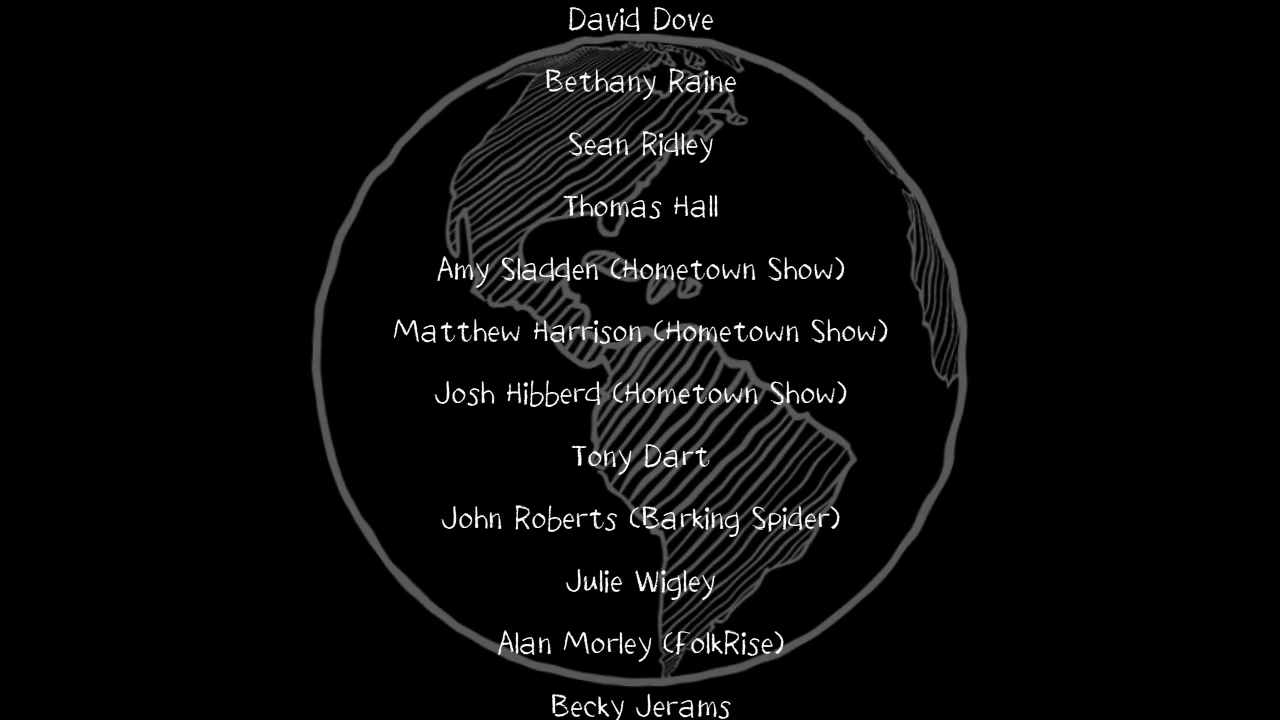 David Dove
Bethany Raine
Sean Ridley
Thomas Hall
Amy Sladden (Hometown Show)
Matthew Harrison (Hometown Show)
Josh Hibberd (Hometown Show)
Tony Dart
John Roberts (Barking Spider)
Julie Wigley
Alan Morley (FolkRise)
Becky Jerams